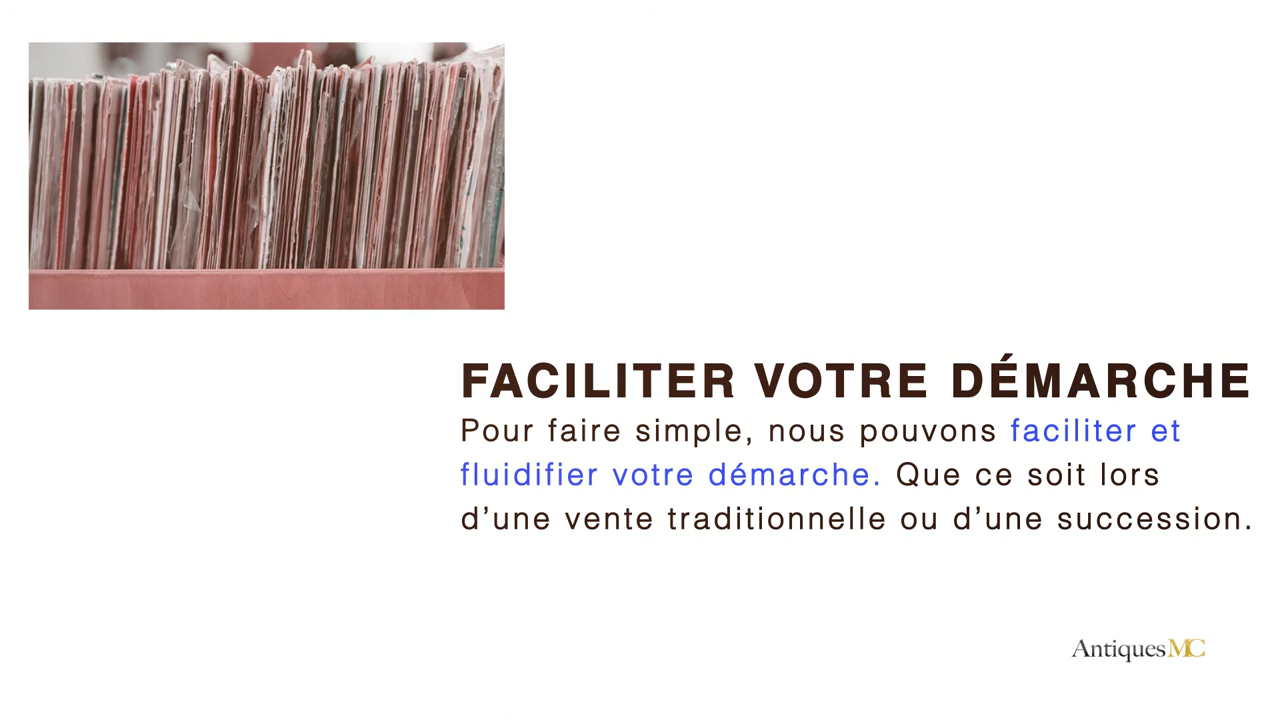 FACILITER VOTRE DÉMARCHE
Pour faire simple, nous pouvons faciliter et
fluidifier votre démarche. Que ce soit lors
d’une vente traditionnelle ou d’une succession.
AntiquesMC